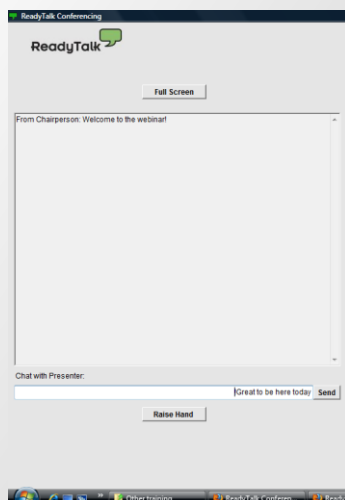 ReadyTalk Conferencing
ReadyTalk
Full Screen
From Chairperson: Welcome to the webinar!
Chat with Presenter:
!Great to be here today
Send
Raise Hand
Other training
ReadyTalk Conferen...
Ready